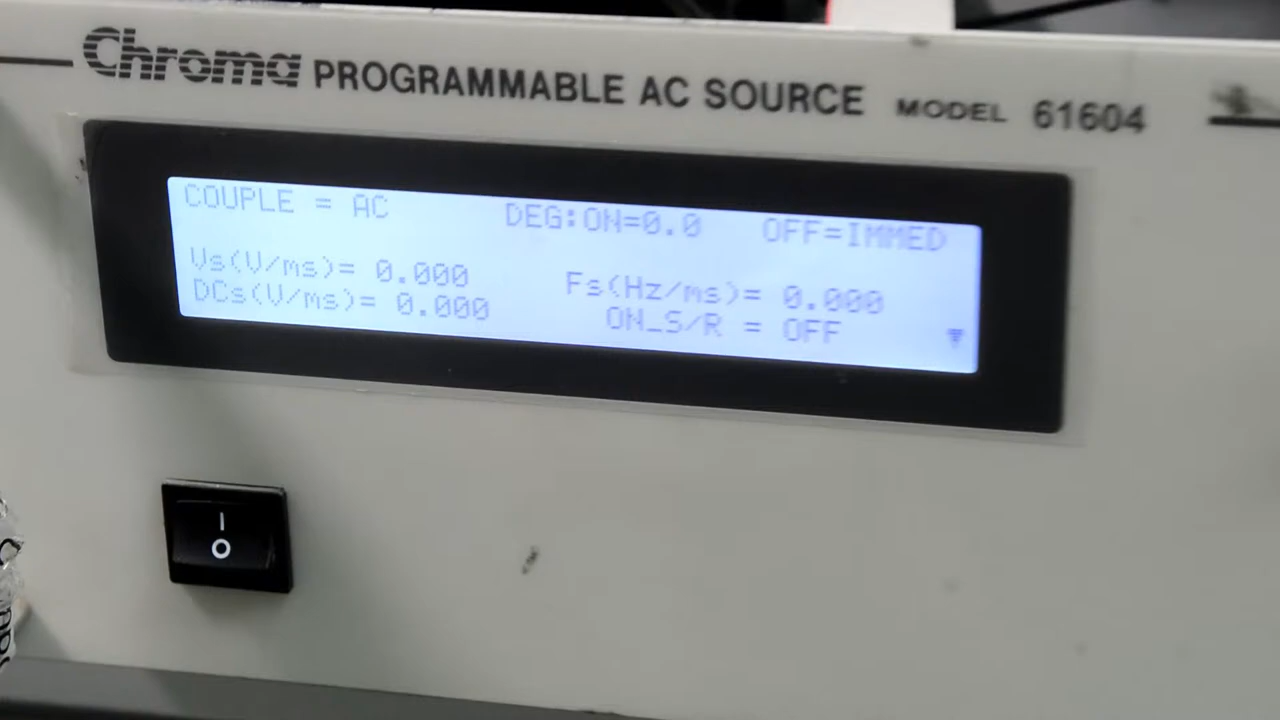 Chroma PROGRAMMABLE AC SOURCE MODEL 61604
COUPLE = AC DEG:ON=0.0 OFF=IMMED
Vs(V/ms)= 0.000 Fs(Hz/ms)= 0.000
DCs(V/ms)= 0.000 ON_S/R = OFF
I
O